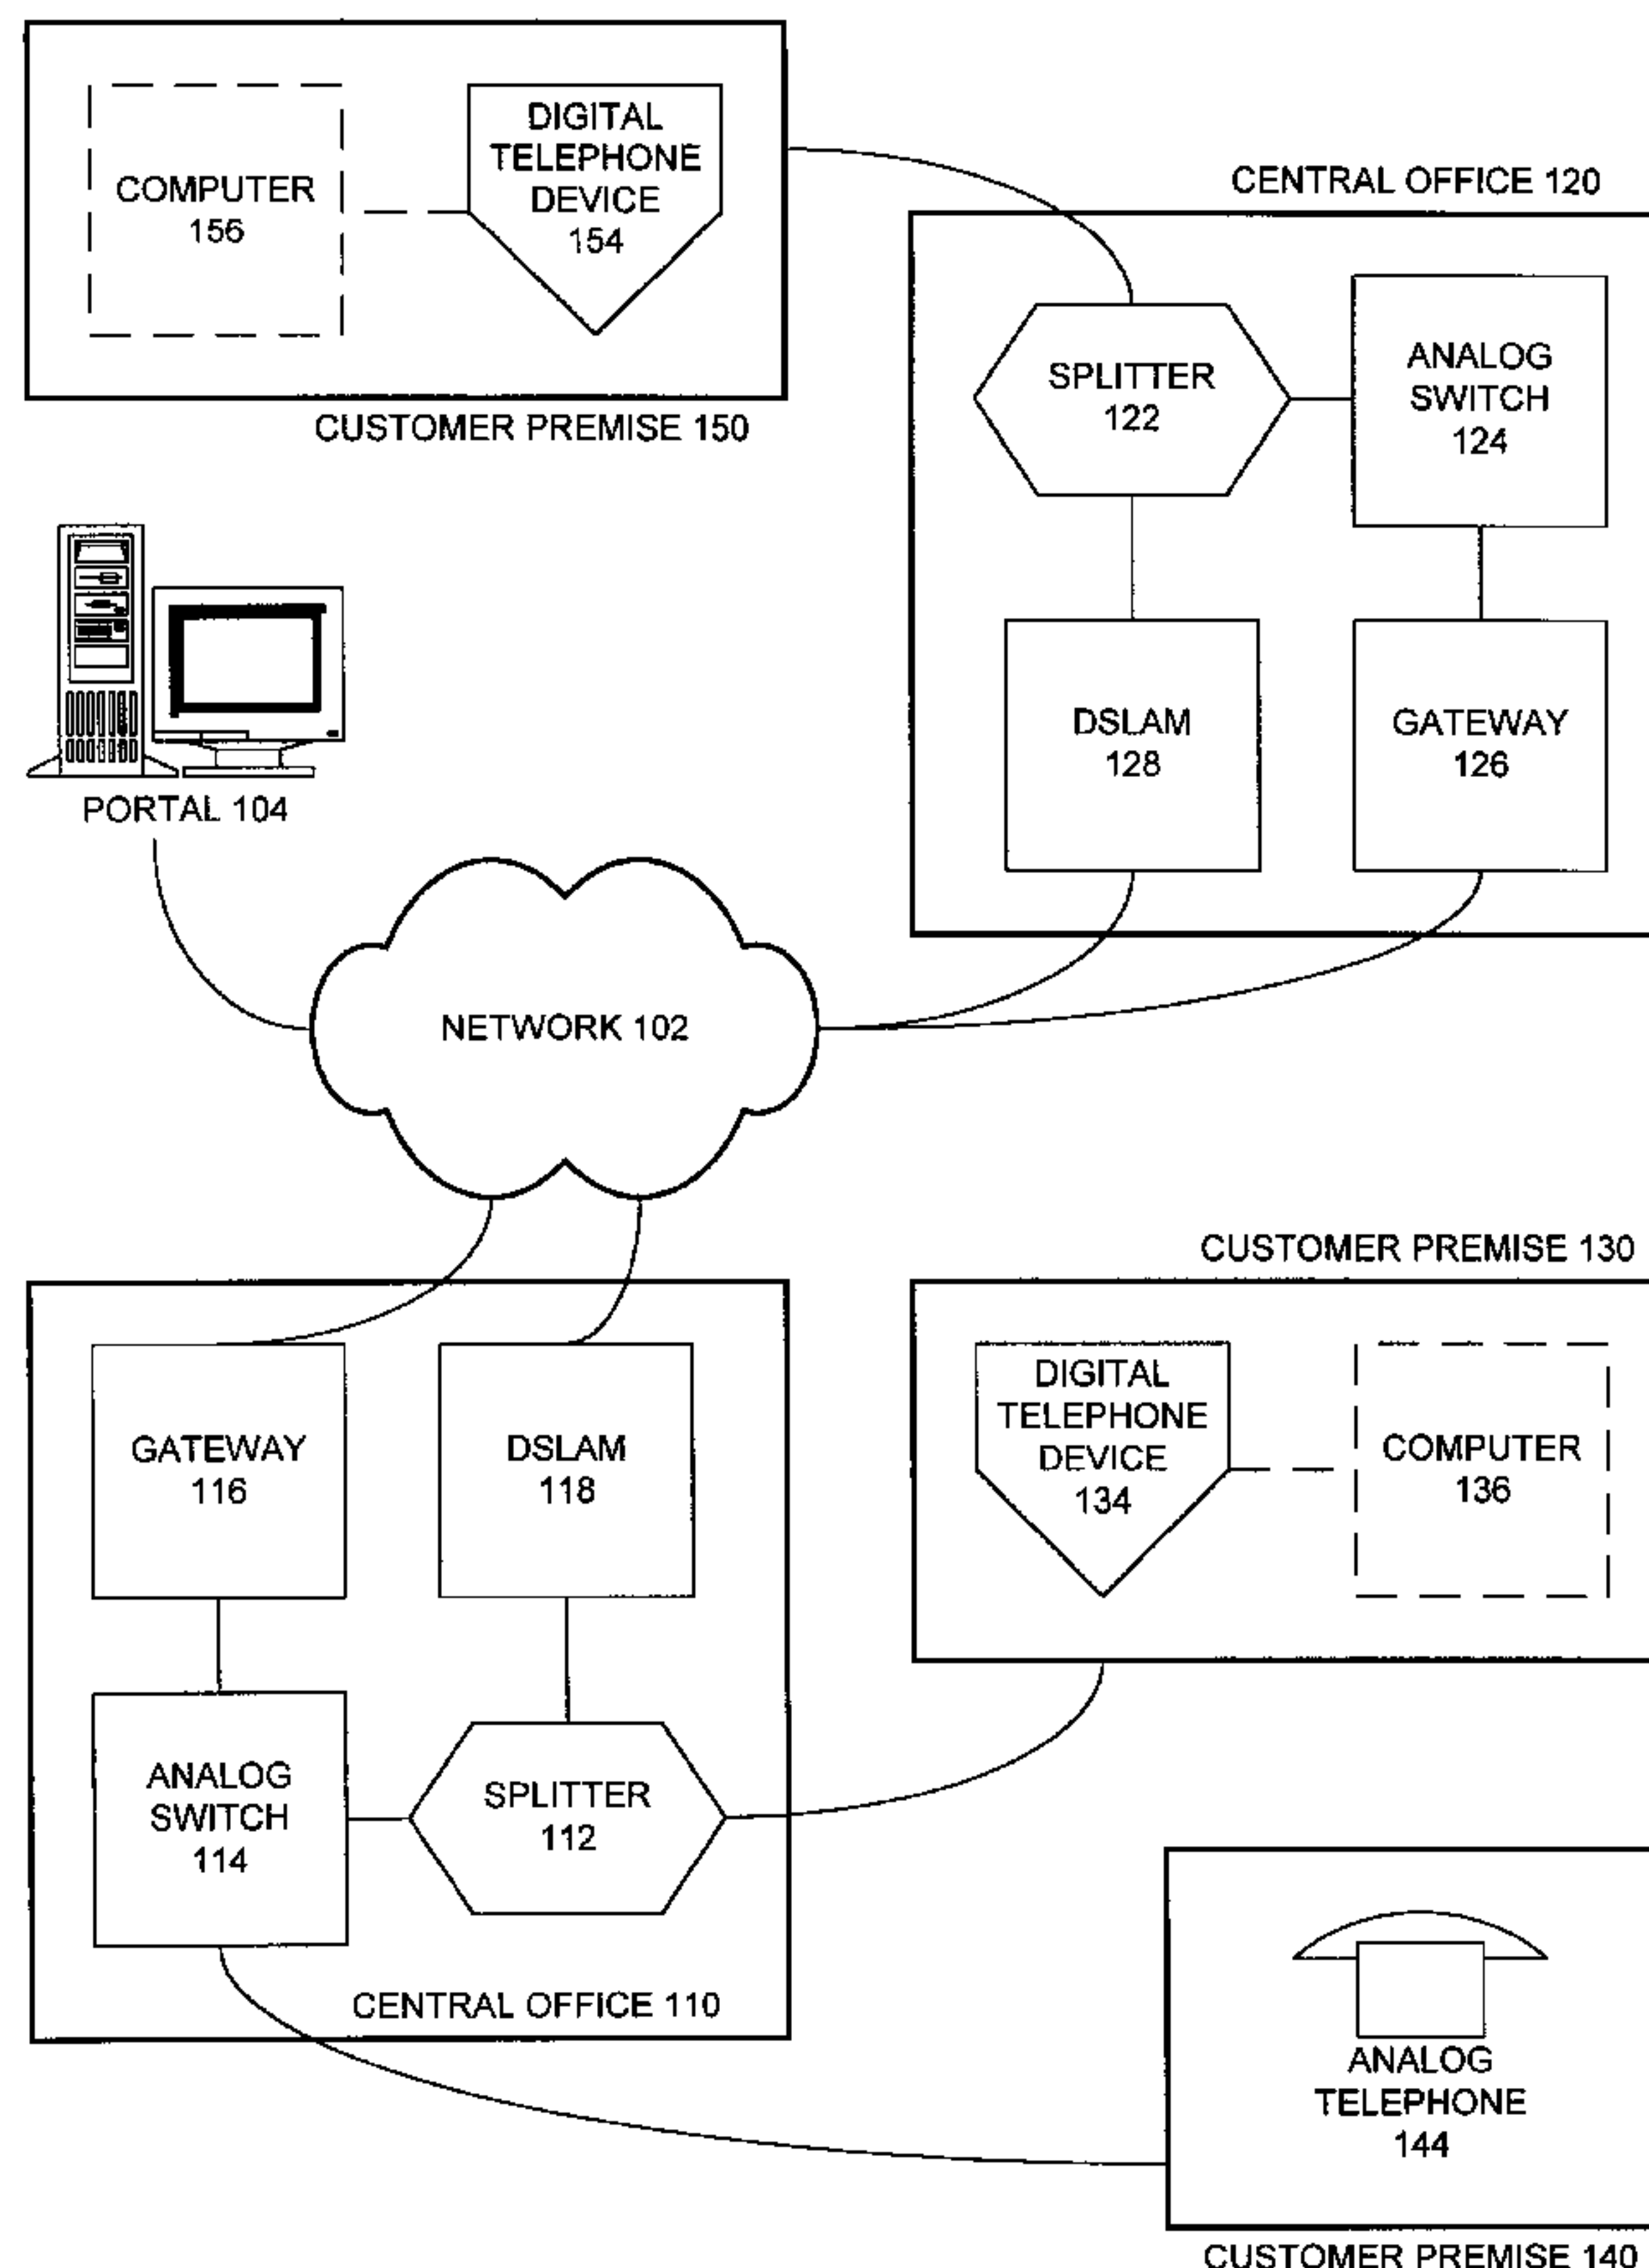 COMPUTER
156
DIGITAL
TELEPHONE
DEVICE
154
CUSTOMER PREMISE 150
CENTRAL OFFICE 120
SPLITTER
122
ANALOG
SWITCH
124
DSLAM
128
GATEWAY
126
PORTAL 104
NETWORK 102
CUSTOMER PREMISE 130
GATEWAY
116
DSLAM
118
DIGITAL
TELEPHONE
DEVICE
134
COMPUTER
136
ANALOG
SWITCH
114
SPLITTER
112
CENTRAL OFFICE 110
ANALOG
TELEPHONE
144
CUSTOMER PREMISE 140